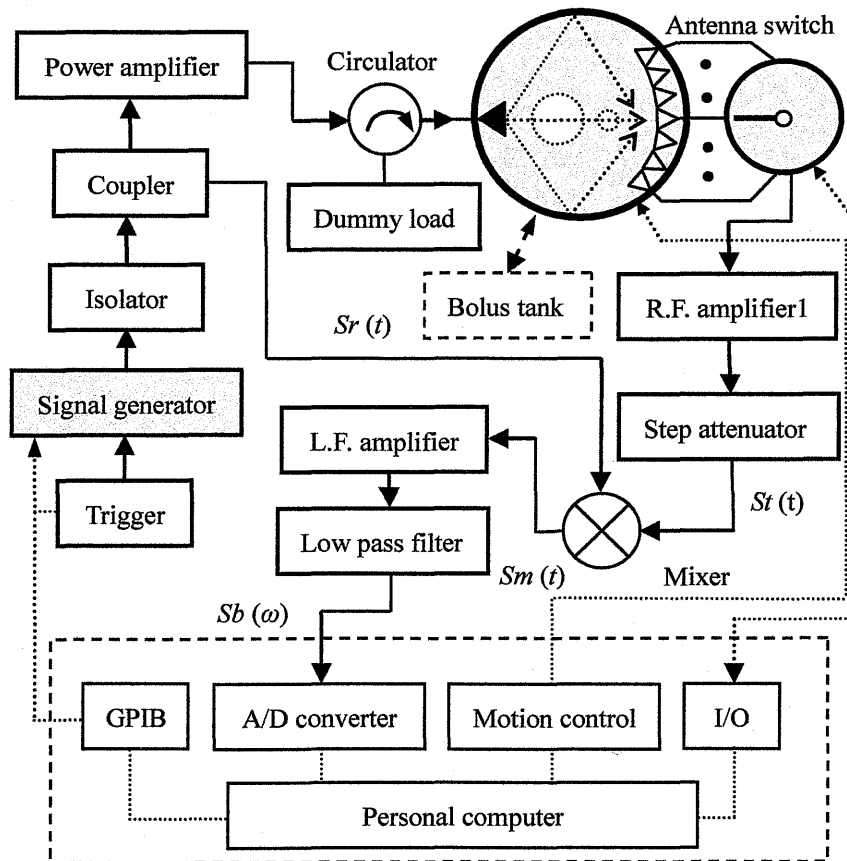 Antenna switch
Power amplifier
Circulator
Coupler
Dummy load
Isolator
Bolus tank
R.F. amplifier1
Sr (t)
Signal generator
L.F. amplifier
Step attenuator
Trigger
St (t)
Low pass filter
Sm (t)
Mixer
Sb (ω)
GPIB
A/D converter
Motion control
I/O
Personal computer